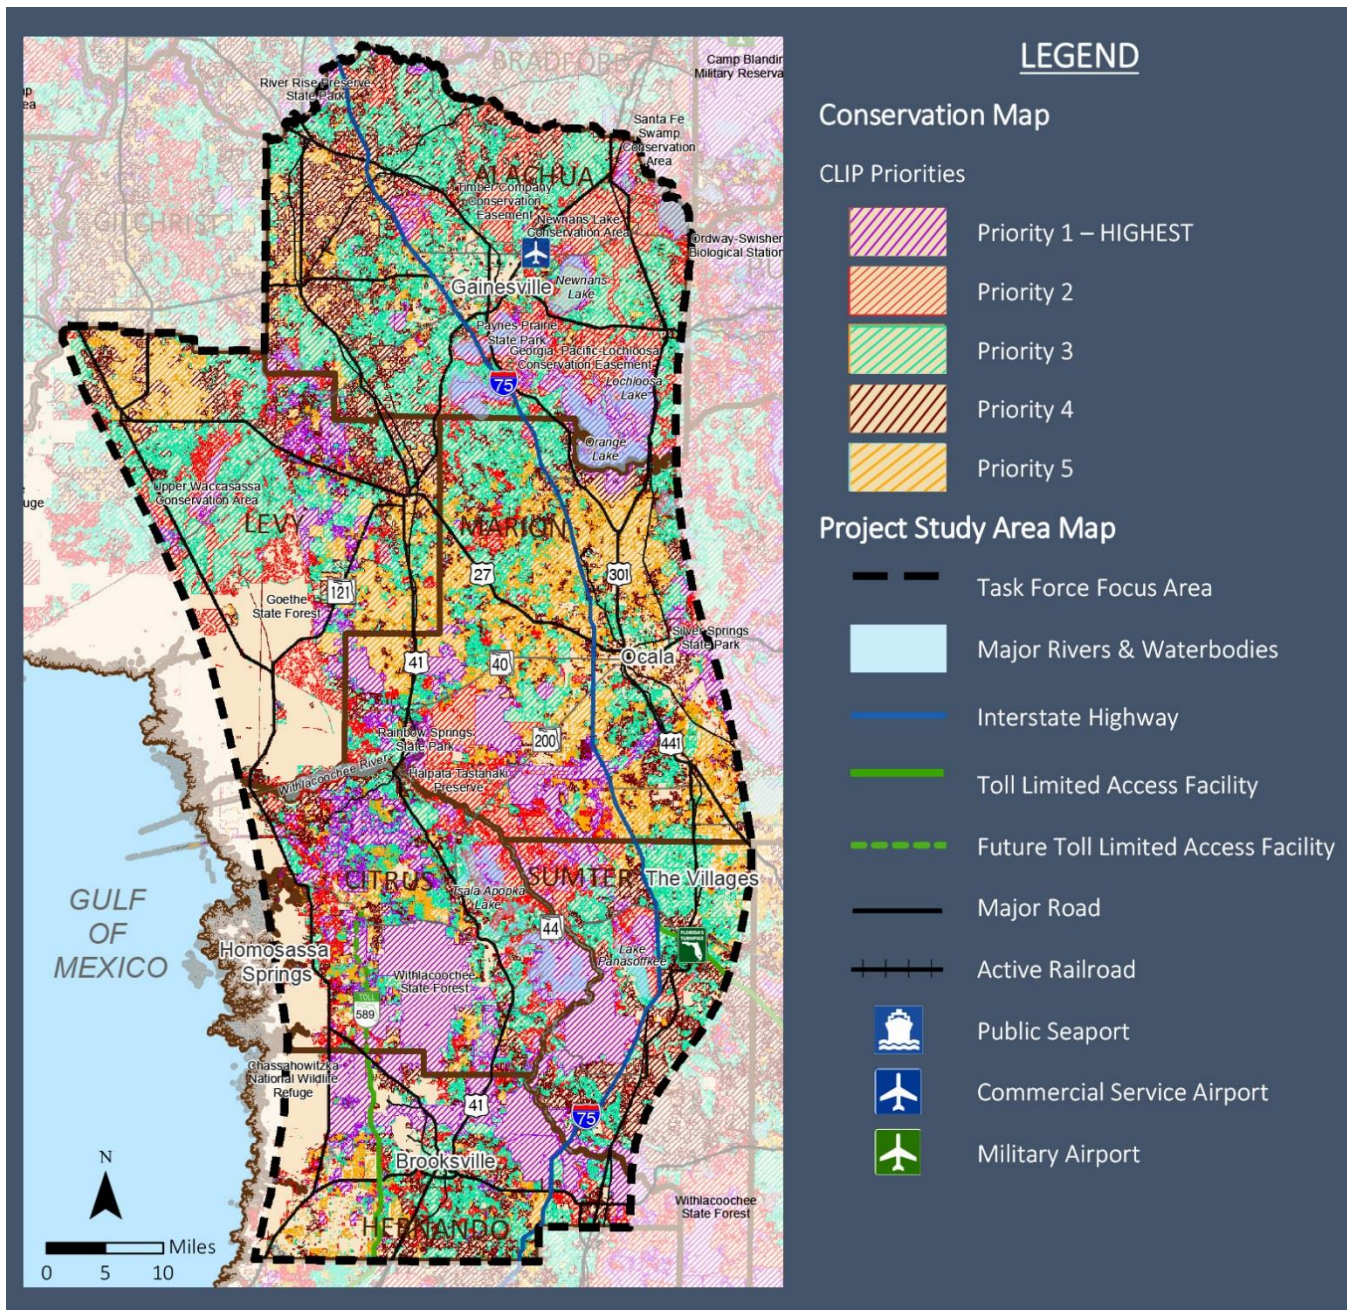 BRADFORD
Camp Blandin
Military Reserva
River Rise Preserve
State Park
Santa Fe
Swamp
Conservation
Area
ALACHUA
GILCHRIST
Timber Company
Conservation
Easement
Newnans Lake
Conservation Area
Ordway-Swisher
Biological Station
Gainesville
Newnans
Lake
Paynes Prairie
State Park
Georgia Pacific-Lochloosa
Conservation Easement
75
Lochloosa
Lake
Orange
Lake
Upper Waccasassa
Conservation Area
uge
LEVY
MARION
27
301
121
Goethe
State Forest
Silver Springs
State Park
Ocala
41
40
Rainbow Springs
State Park
200
441
Withlacoochee River
Halpata Tastahaki
Preserve
CITRUS
SUMTER
The Villages
Tsala Apopka
Lake
44
GULF
OF
MEXICO
FLORIDA'S
TURNPIKE
Homosassa
Springs
Lake
Panasoffkee
Withlacoochee
State Forest
TOLL
589
Chassahowitzka
National Wildlife
Refuge
41
75
Brooksville
HERNANDO
Withlacoochee
State Forest
N
Miles
0 5 10
LEGEND
Conservation Map
CLIP Priorities
Priority 1 – HIGHEST
Priority 2
Priority 3
Priority 4
Priority 5
Project Study Area Map
Task Force Focus Area
Major Rivers & Waterbodies
Interstate Highway
Toll Limited Access Facility
Future Toll Limited Access Facility
Major Road
Active Railroad
Public Seaport
Commercial Service Airport
Military Airport